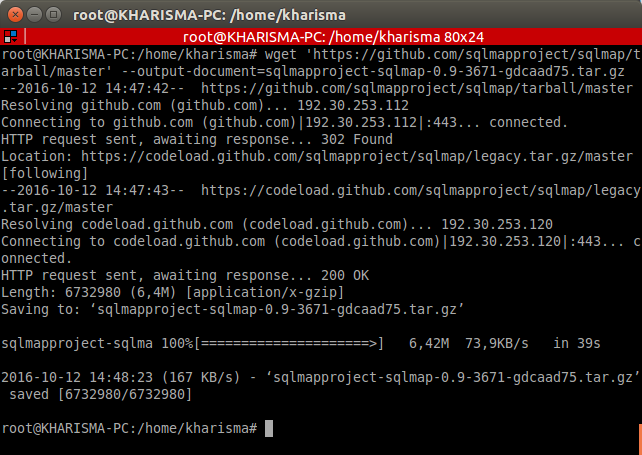 root@KHARISMA-PC: /home/kharisma
root@KHARISMA-PC: /home/kharisma 80x24
root@KHARISMA-PC:/home/kharisma# wget 'https://github.com/sqlmapproject/sqlmap/t
arball/master' --output-document=sqlmapproject-sqlmap-0.9-3671-gdcaad75.tar.gz
--2016-10-12 14:47:42--  https://github.com/sqlmapproject/sqlmap/tarball/master
Resolving github.com (github.com)... 192.30.253.112
Connecting to github.com (github.com)|192.30.253.112|:443... connected.
HTTP request sent, awaiting response... 302 Found
Location: https://codeload.github.com/sqlmapproject/sqlmap/legacy.tar.gz/master
[following]
--2016-10-12 14:47:43--  https://codeload.github.com/sqlmapproject/sqlmap/legacy
.tar.gz/master
Resolving codeload.github.com (codeload.github.com)... 192.30.253.120
Connecting to codeload.github.com (codeload.github.com)|192.30.253.120|:443... c
onnected.
HTTP request sent, awaiting response... 200 OK
Length: 6732980 (6,4M) [application/x-gzip]
Saving to: ‘sqlmapproject-sqlmap-0.9-3671-gdcaad75.tar.gz’
sqlmapproject-sqlma 100%[=====================>]   6,42M  73,9KB/s   in 39s
2016-10-12 14:48:23 (167 KB/s) - ‘sqlmapproject-sqlmap-0.9-3671-gdcaad75.tar.gz’
 saved [6732980/6732980]
root@KHARISMA-PC:/home/kharisma#